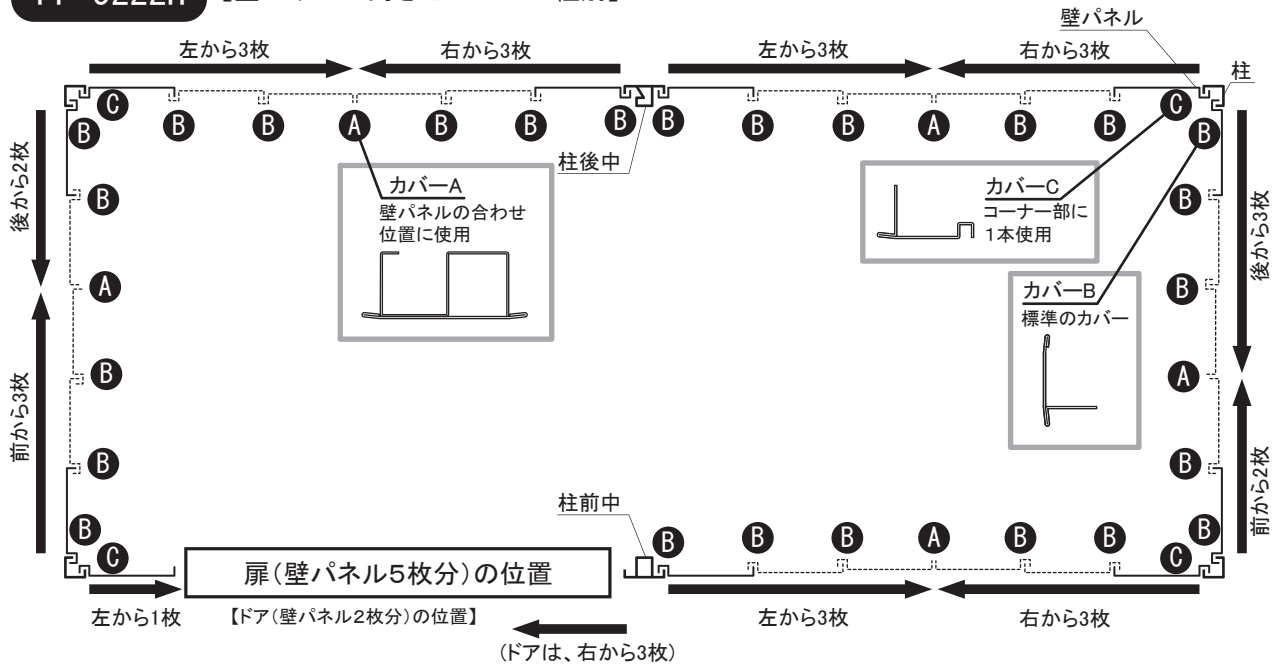 壁パネル
左から3枚
右から3枚
左から3枚
右から3枚
柱
C
C
B
B
B
A
B
B
B
B
B
B
A
B
B
B
柱後中
後から2枚
カバーA
壁パネルの合わせ
位置に使用
カバーC
コーナー部に
1本使用
B
B
後から3枚
カバーB
標準のカバー
A
B
B
A
前から3枚
B
B
前から2枚
柱前中
B
B
B
B
A
B
B
B
C
C
扉(壁パネル5枚分)の位置
左から1枚
【ドア(壁パネル2枚分)の位置】
左から3枚
右から3枚
(ドアは、右から3枚)